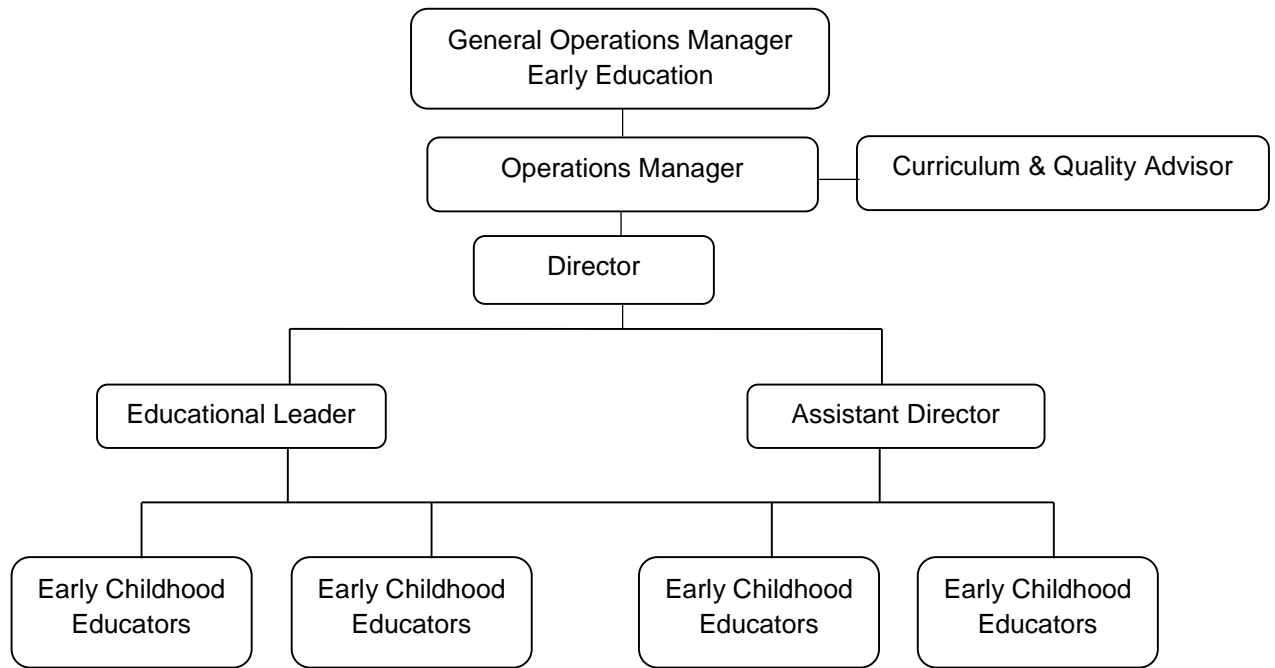 General Operations Manager
Early Education
Operations Manager
Curriculum & Quality Advisor
Director
Educational Leader
Assistant Director
Early Childhood
Educators
Early Childhood
Educators
Early Childhood
Educators
Early Childhood
Educators